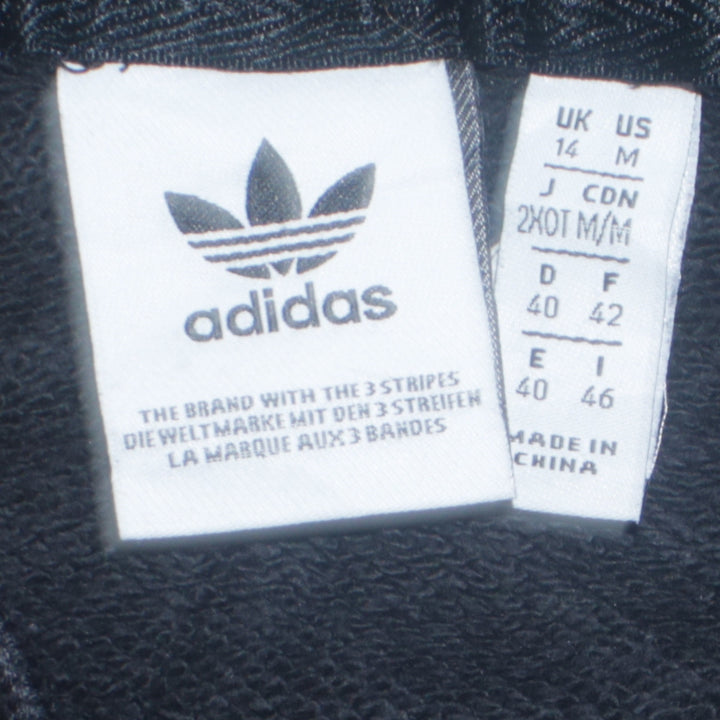 adidas
THE BRAND WITH THE 3 STRIPES
DIE WELTMARKE MIT DEN 3 STREIFEN
LA MARQUE AUX 3 BANDES
UK US
14 M
J CDN
2XOT M/M
D F
40 42
E I
40 46
MADE IN
CHINA